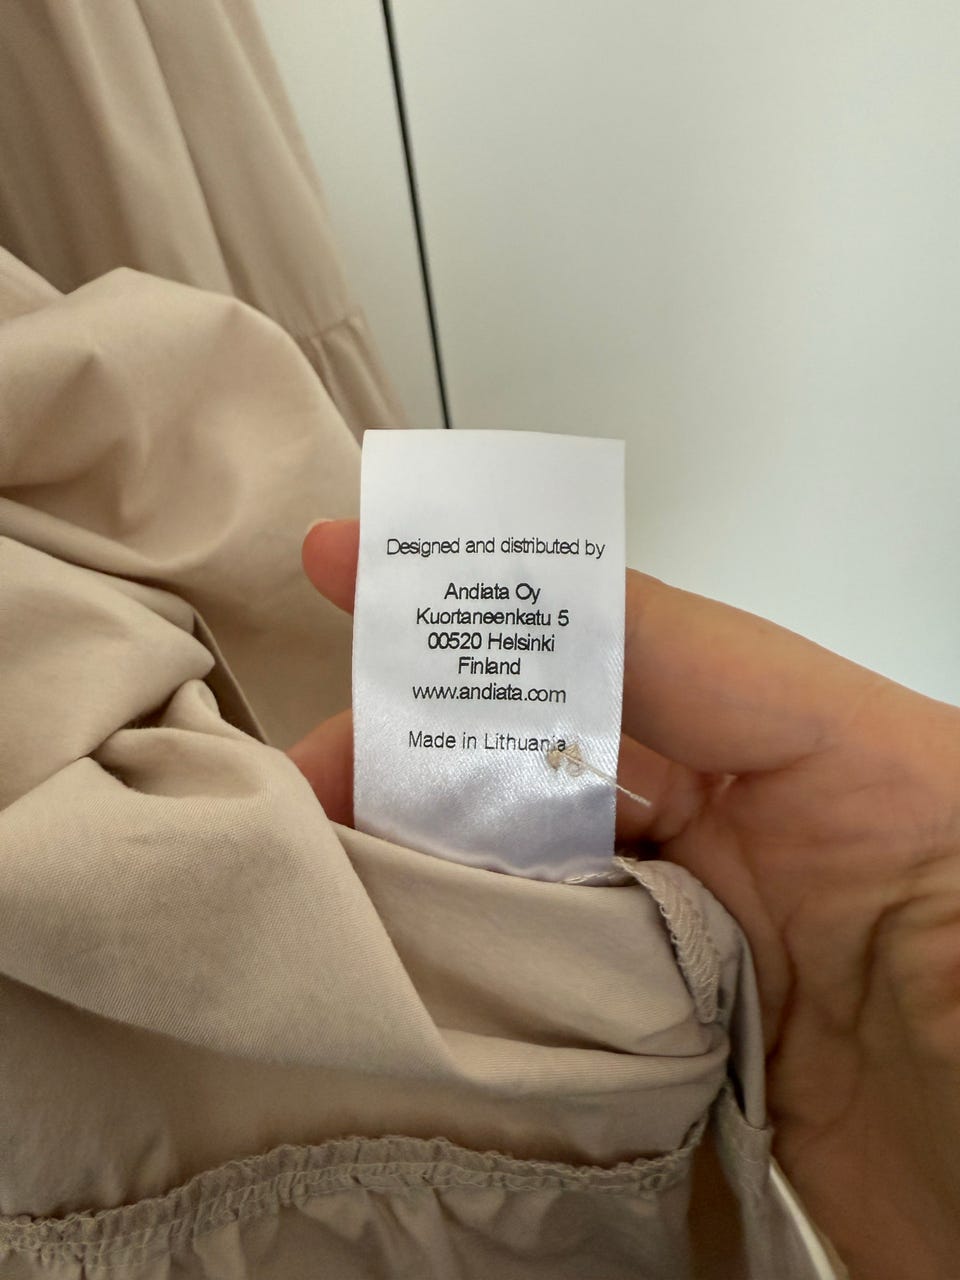 Designed and distributed by
Andiata Oy
Kuortaneenkatu 5
00520 Helsinki
Finland
www.andiata.com
Made in Lithuania